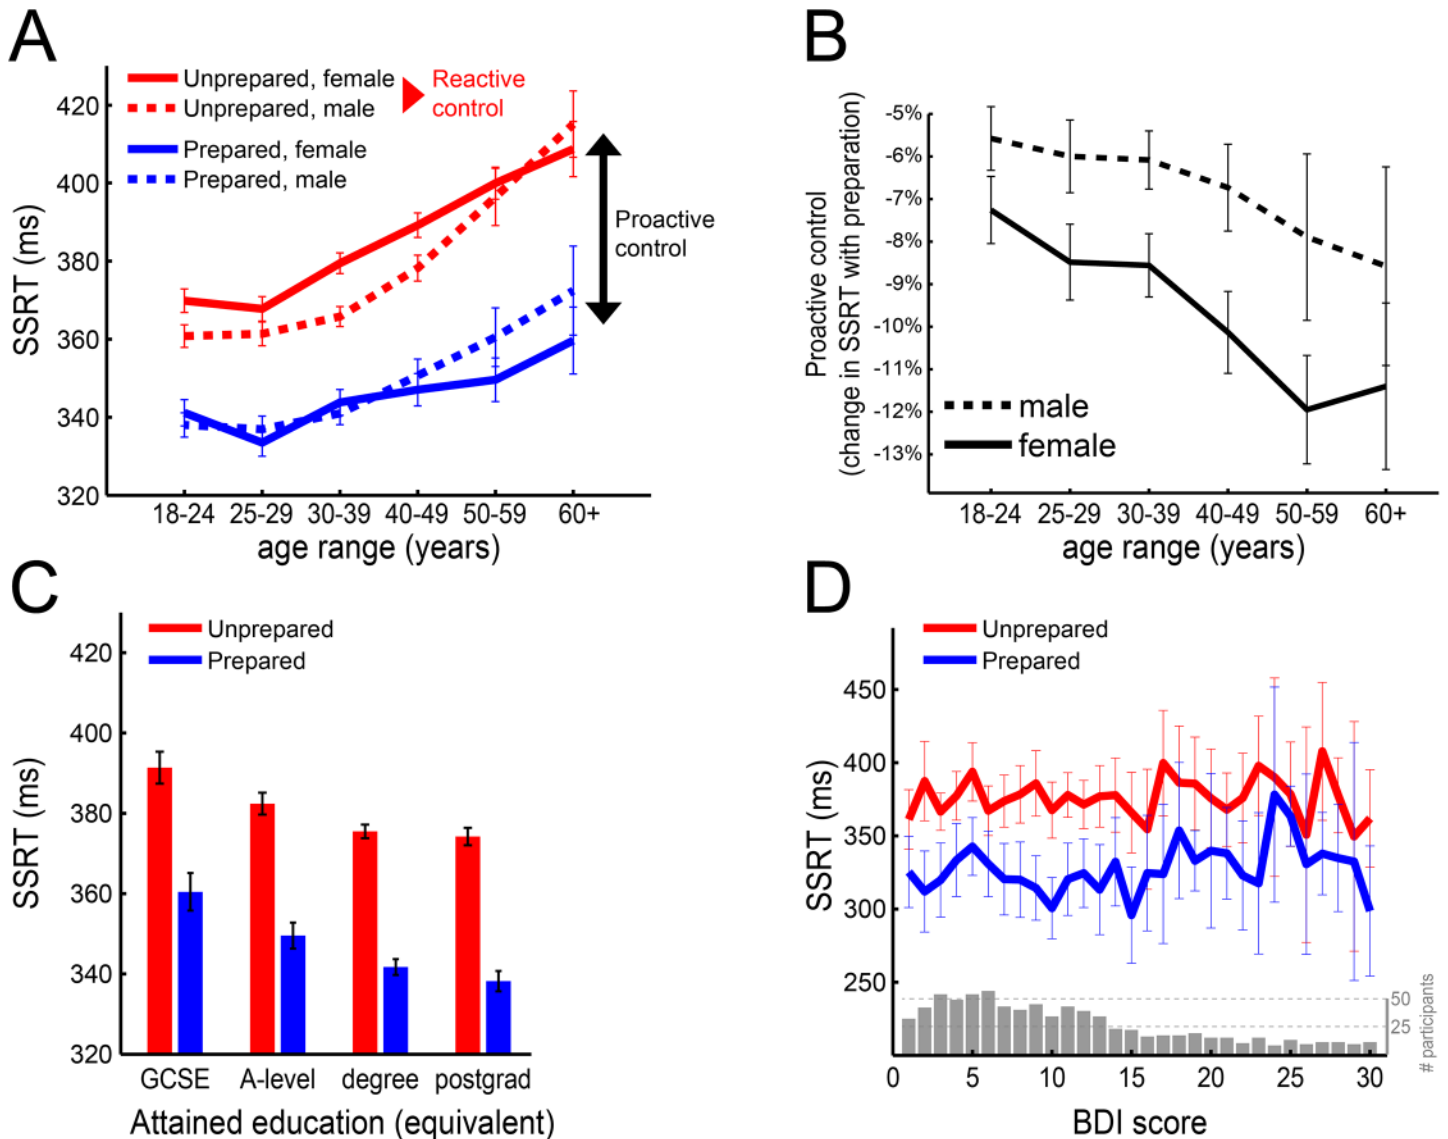 A
Unprepared, female
Unprepared, male
Reactive
control
Prepared, female
Prepared, male
Proactive
control
SSRT (ms)
420
400
380
360
340
320
18-24 25-29 30-39 40-49 50-59 60+
age range (years)
B
Proactive control
(change in SSRT with preparation)
-5%
-6%
-7%
-8%
-9%
-10%
-11%
-12%
-13%
male
female
18-24 25-29 30-39 40-49 50-59 60+
age range (years)
C
Unprepared
Prepared
SSRT (ms)
420
400
380
360
340
320
GCSE A-level degree postgrad
Attained education (equivalent)
D
Unprepared
Prepared
SSRT (ms)
450
400
350
300
250
50
25
# participants
0 5 10 15 20 25 30
BDI score